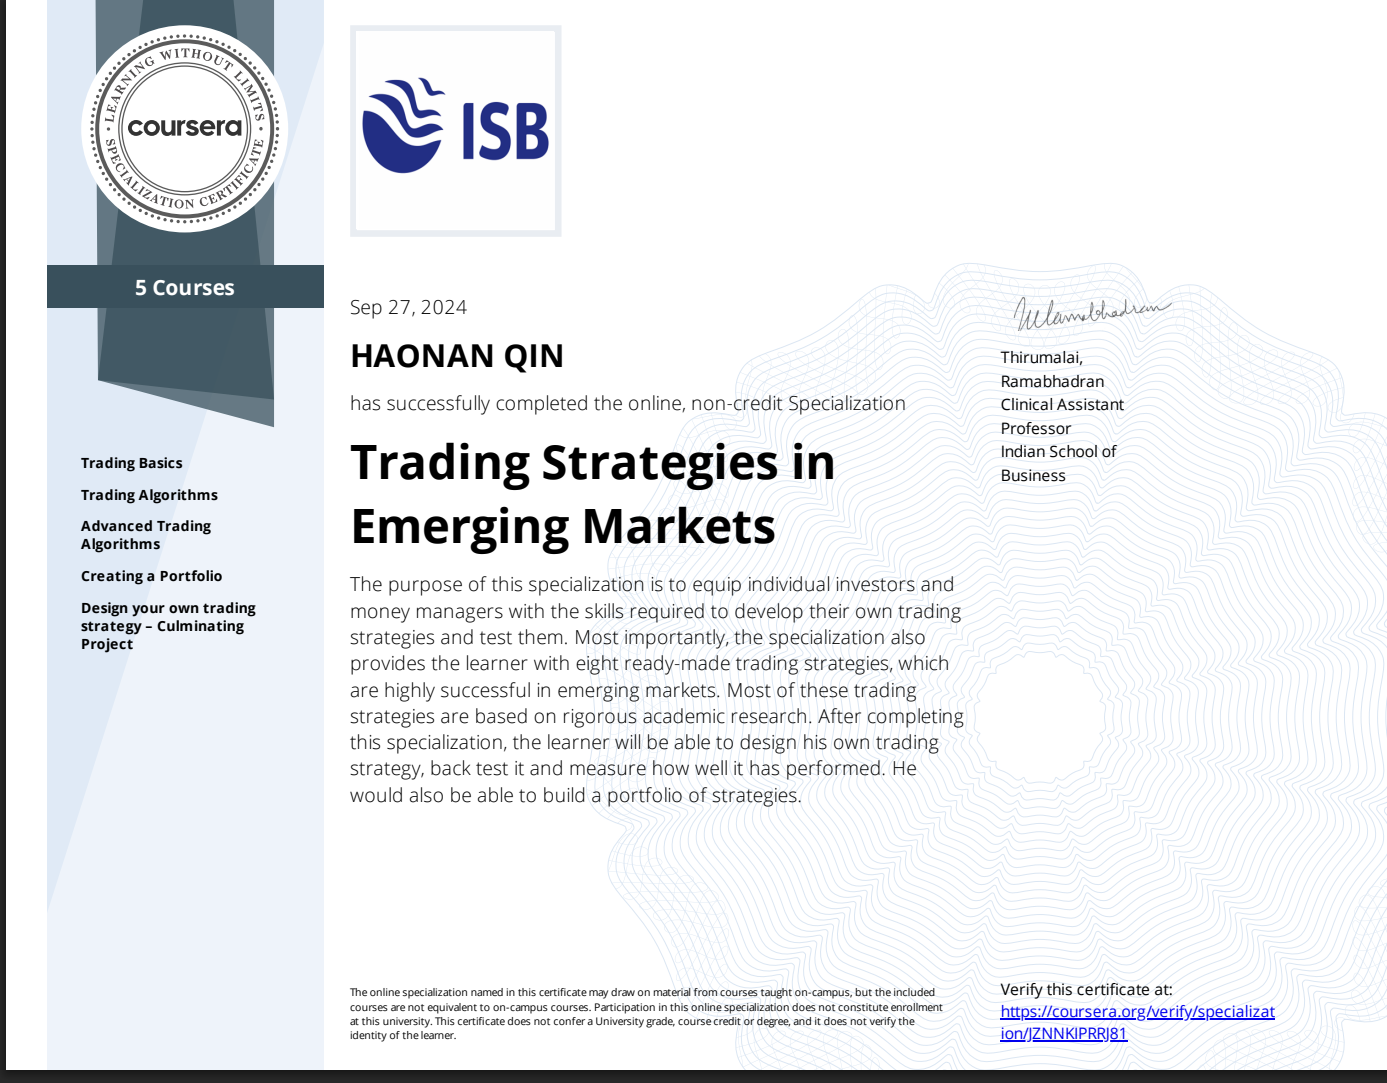 LEARNING WITHOUT LIMITS
coursera
SPECIALIZATION CERTIFICATE
ISB
5 Courses
Trading Basics
Trading Algorithms
Advanced Trading
Algorithms
Creating a Portfolio
Design your own trading
strategy – Culminating
Project
Sep 27, 2024
HAONAN QIN
has successfully completed the online, non-credit Specialization
Trading Strategies in
Emerging Markets
The purpose of this specialization is to equip individual investors and
money managers with the skills required to develop their own trading
strategies and test them. Most importantly, the specialization also
provides the learner with eight ready-made trading strategies, which
are highly successful in emerging markets. Most of these trading
strategies are based on rigorous academic research. After completing
this specialization, the learner will be able to design his own trading
strategy, back test it and measure how well it has performed. He
would also be able to build a portfolio of strategies.
Thirumalai,
Ramabhadran
Clinical Assistant
Professor
Indian School of
Business
The online specialization named in this certificate may draw on material from courses taught on-campus, but the included
courses are not equivalent to on-campus courses. Participation in this online specialization does not constitute enrollment
at this university. This certificate does not confer a University grade, course credit or degree, and it does not verify the
identity of the learner.
Verify this certificate at:
https://coursera.org/verify/specializat
ion/JZNNKIPRRJ81